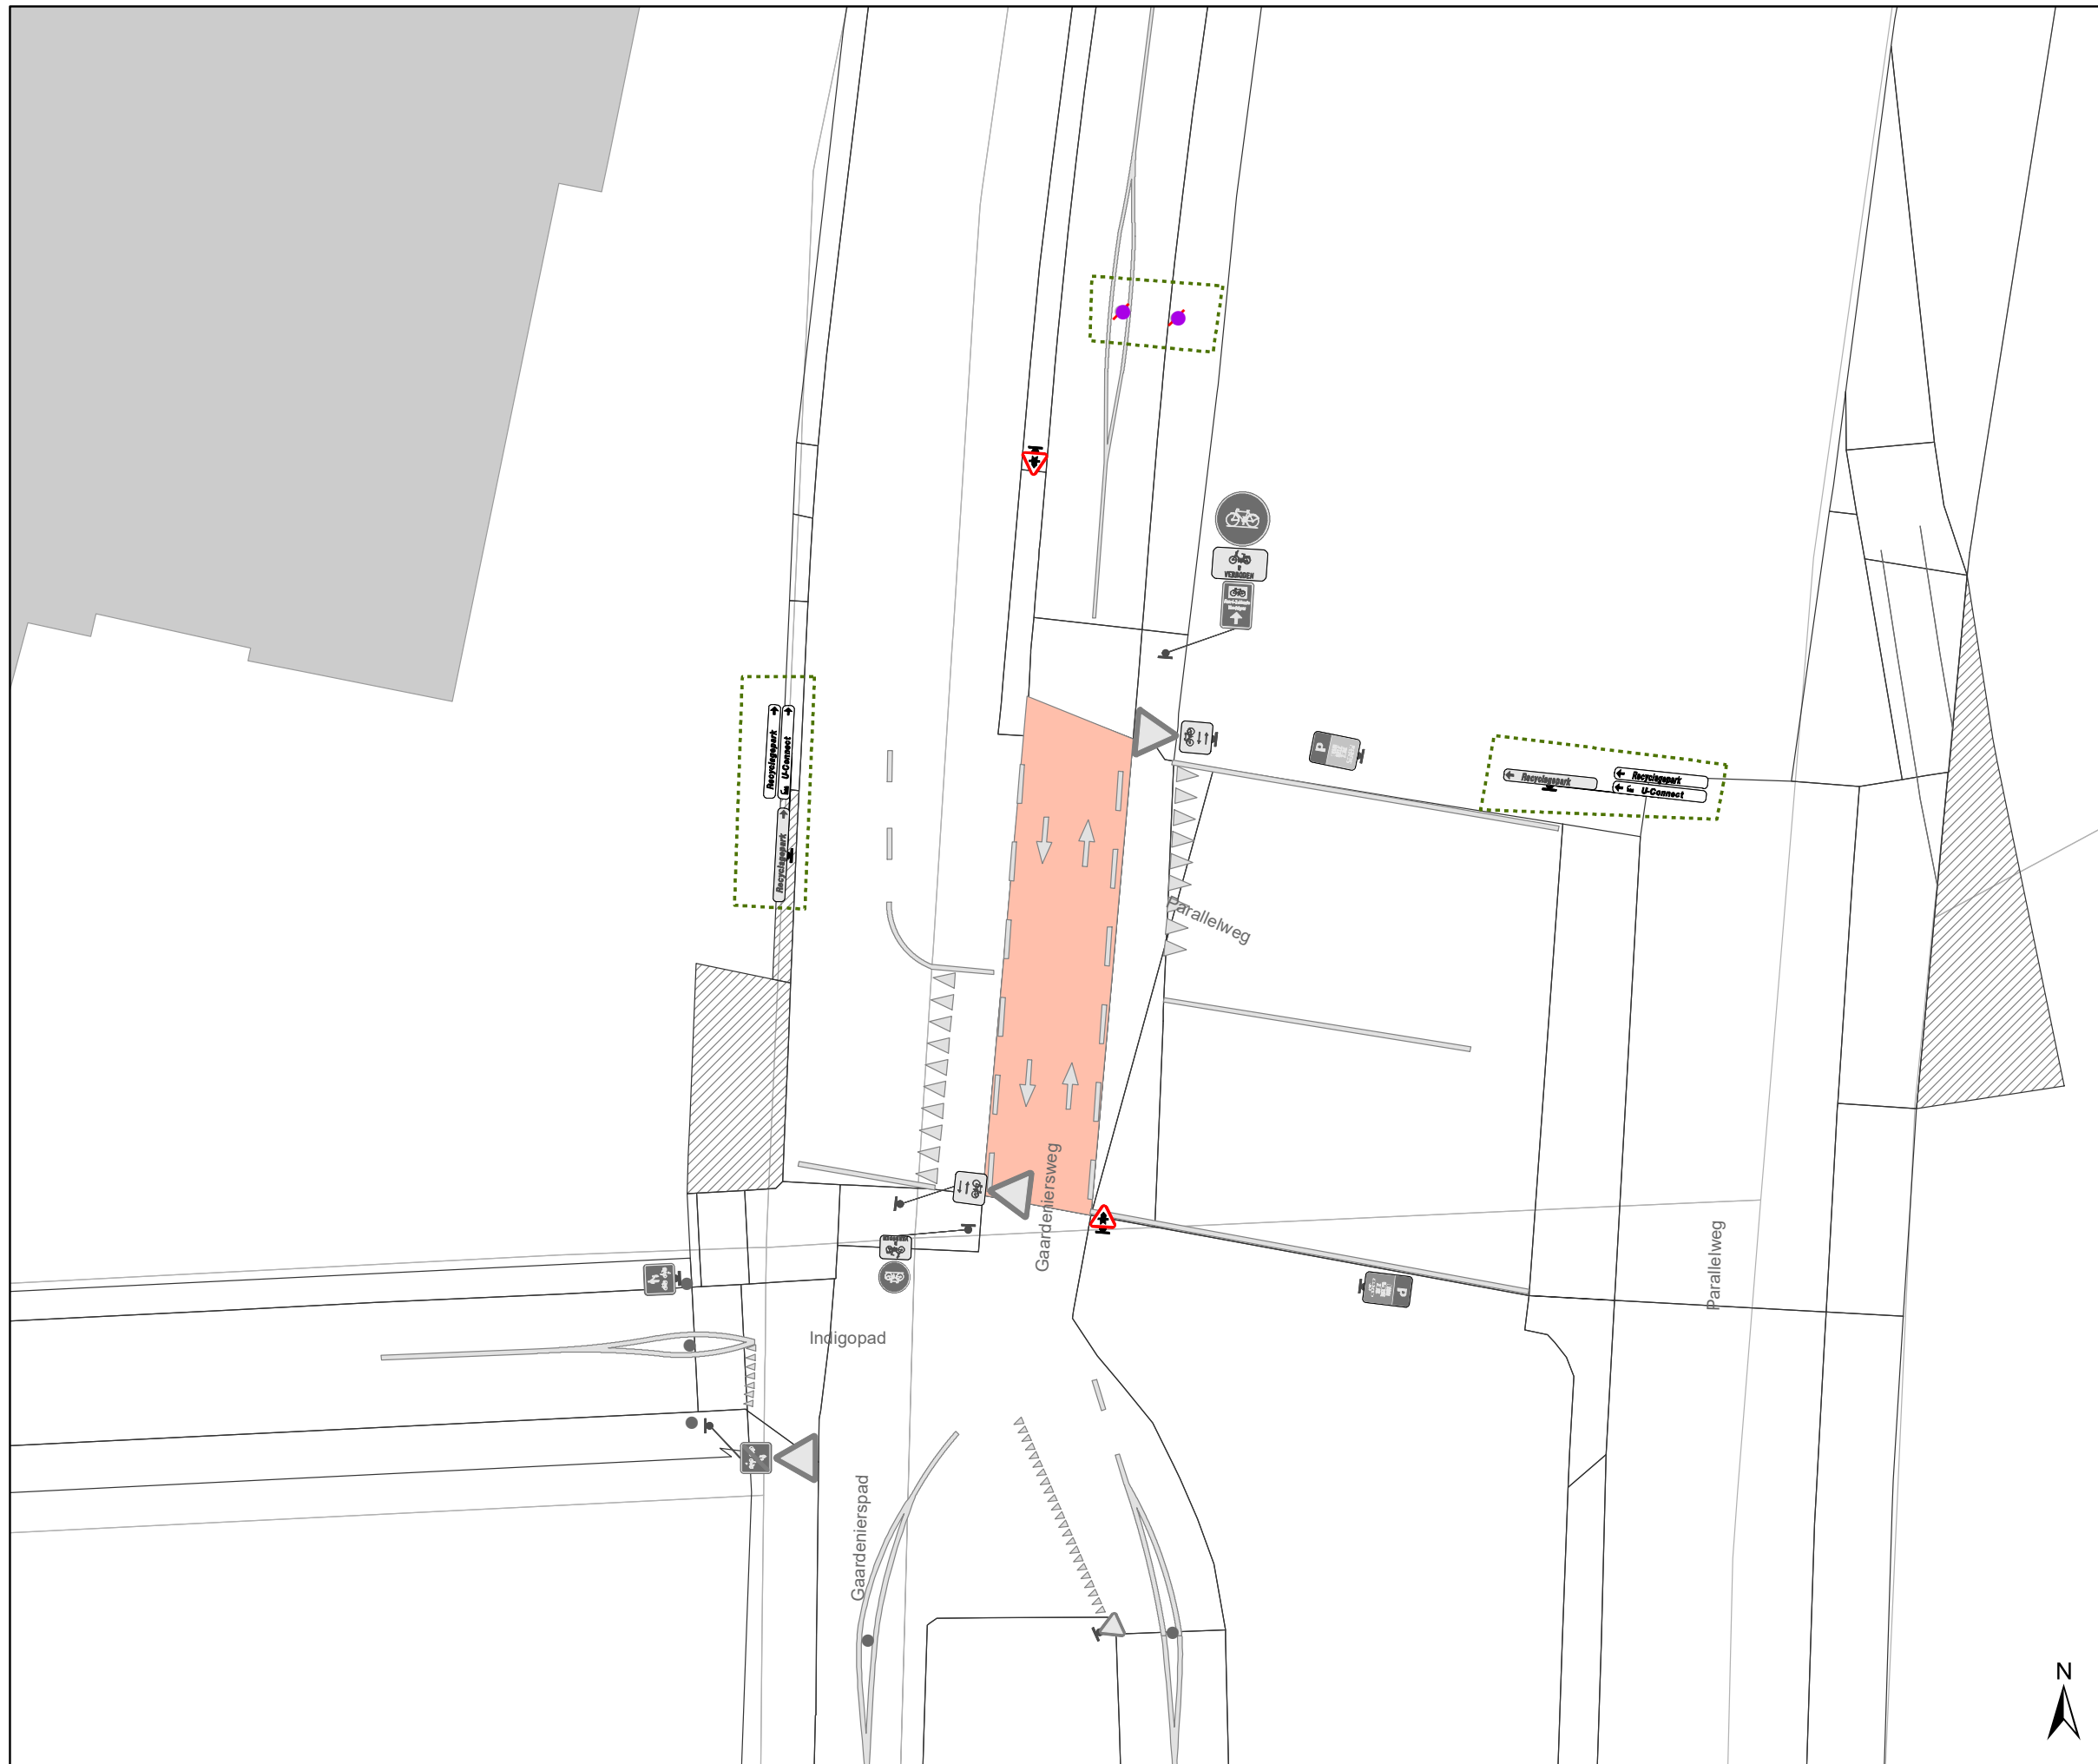 VERBODEN
P
Recyclagepark
Recyclagepark
U-Connect
Recyclagepark
U-Connect
Recyclagepark
Parallelweg
Gaardeniersweg
Parallelweg
P
Indigopad
Gaardenierspad
N